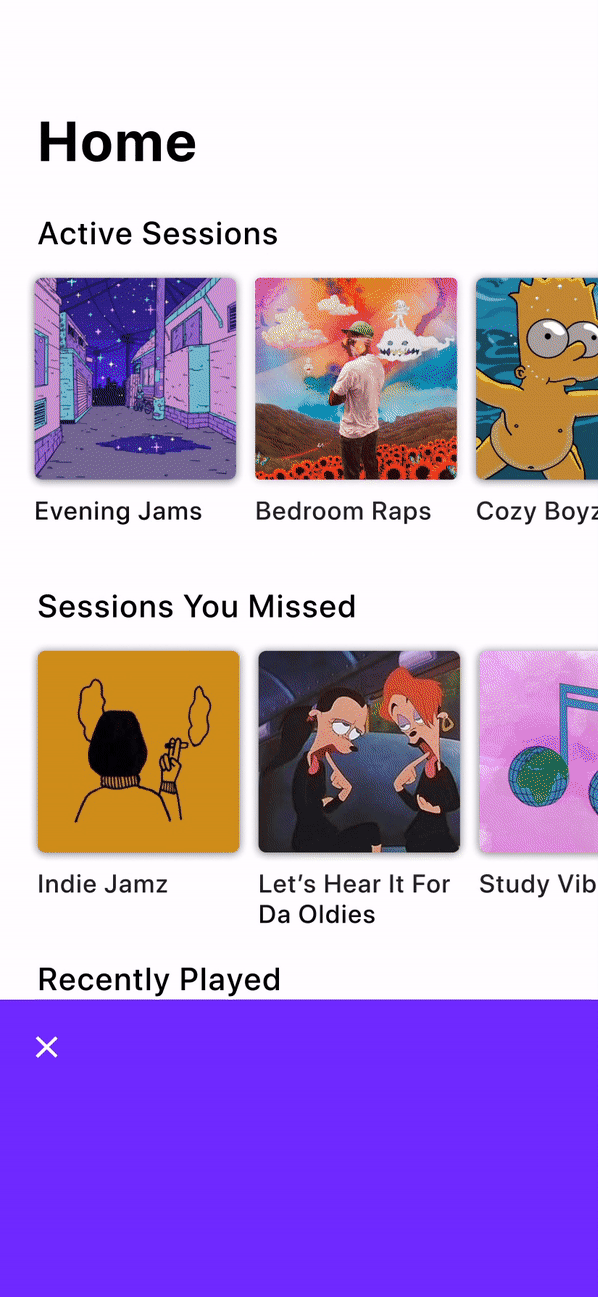 Home
Active Sessions
Evening Jams
Bedroom Raps
Cozy Boyz
Sessions You Missed
Indie Jamz
Let’s Hear It For
Da Oldies
Study Vib
Recently Played